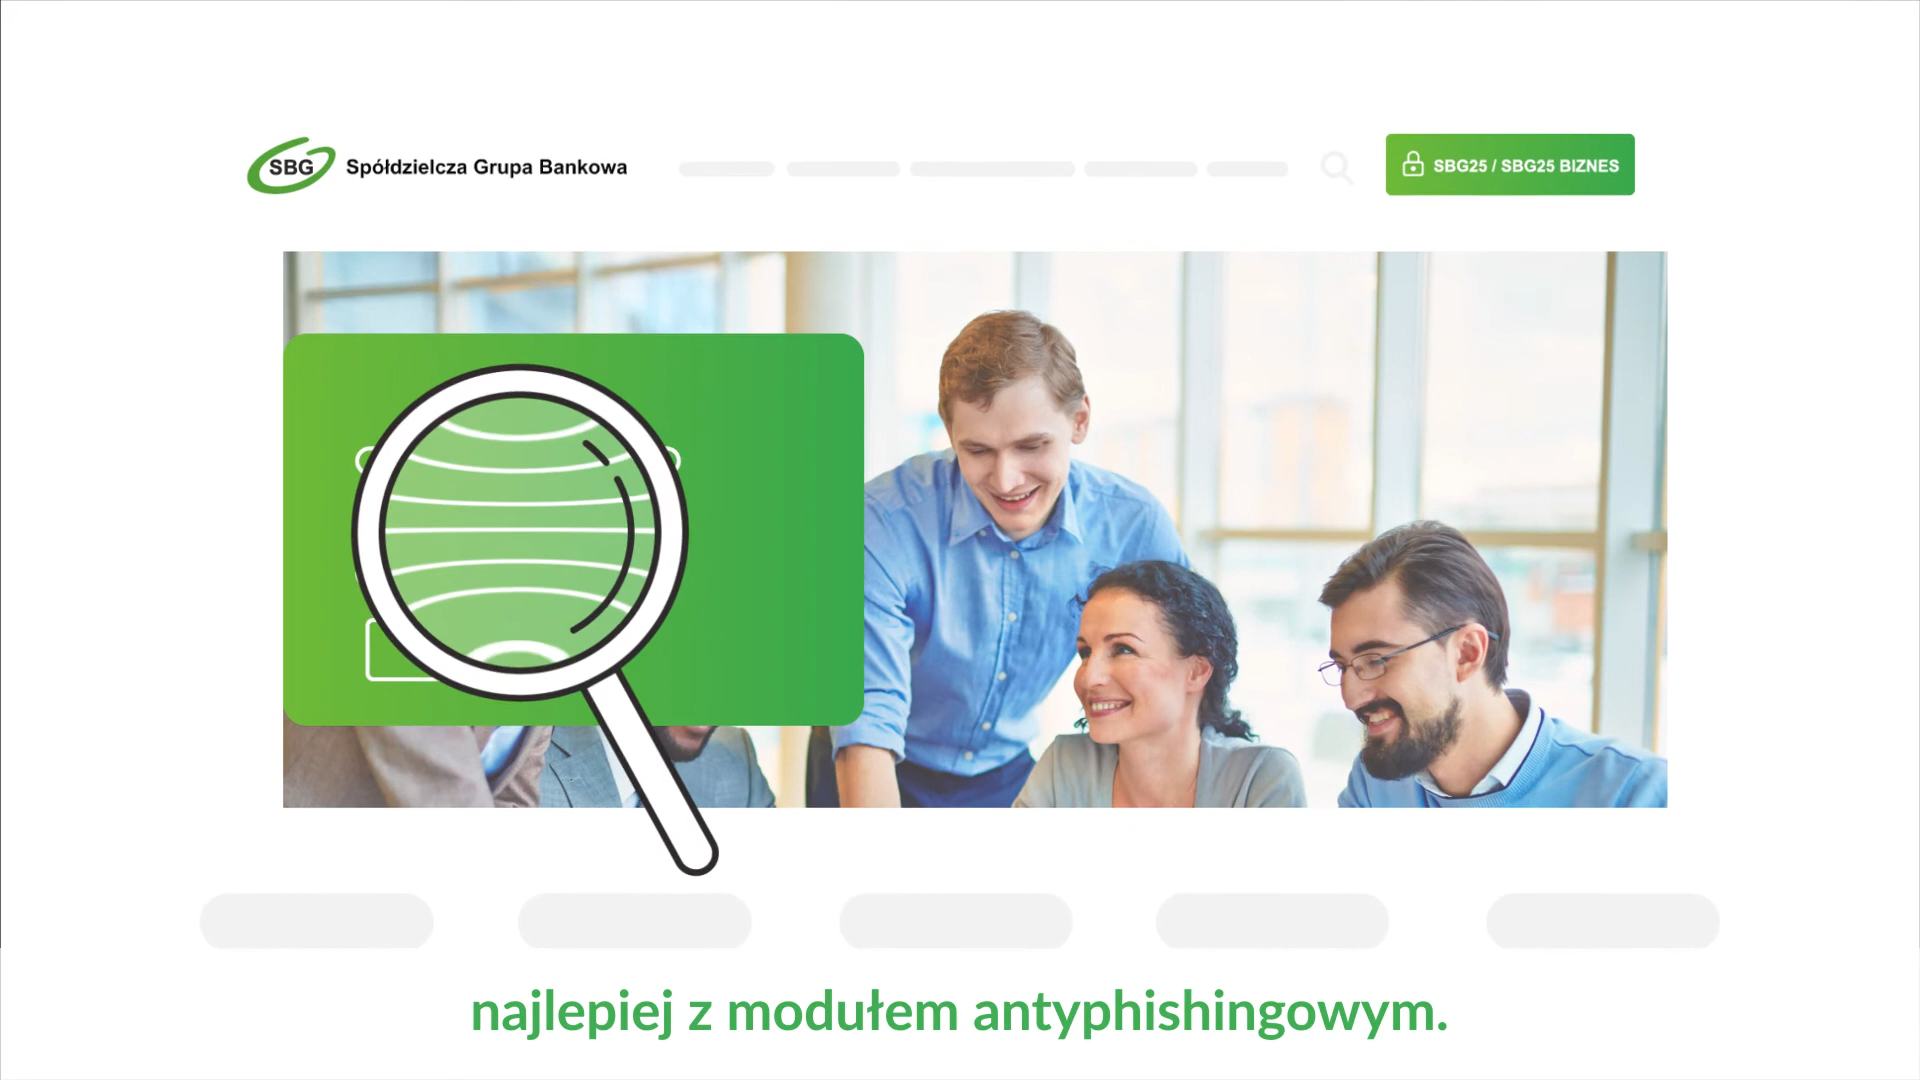 SBG Spółdzielcza Grupa Bankowa
SBG25 / SBG25 BIZNES
najlepiej z modułem antyphishingowym.